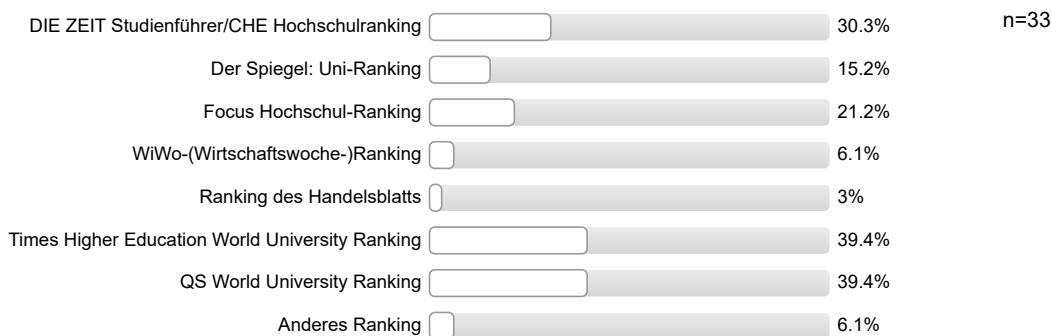 DIE ZEIT Studienführer/CHE Hochschulranking 30.3% n=33
Der Spiegel: Uni-Ranking 15.2%
Focus Hochschul-Ranking 21.2%
WiWo-(Wirtschaftswoche-)Ranking 6.1%
Ranking des Handelsblatts 3%
Times Higher Education World University Ranking 39.4%
QS World University Ranking 39.4%
Anderes Ranking 6.1%